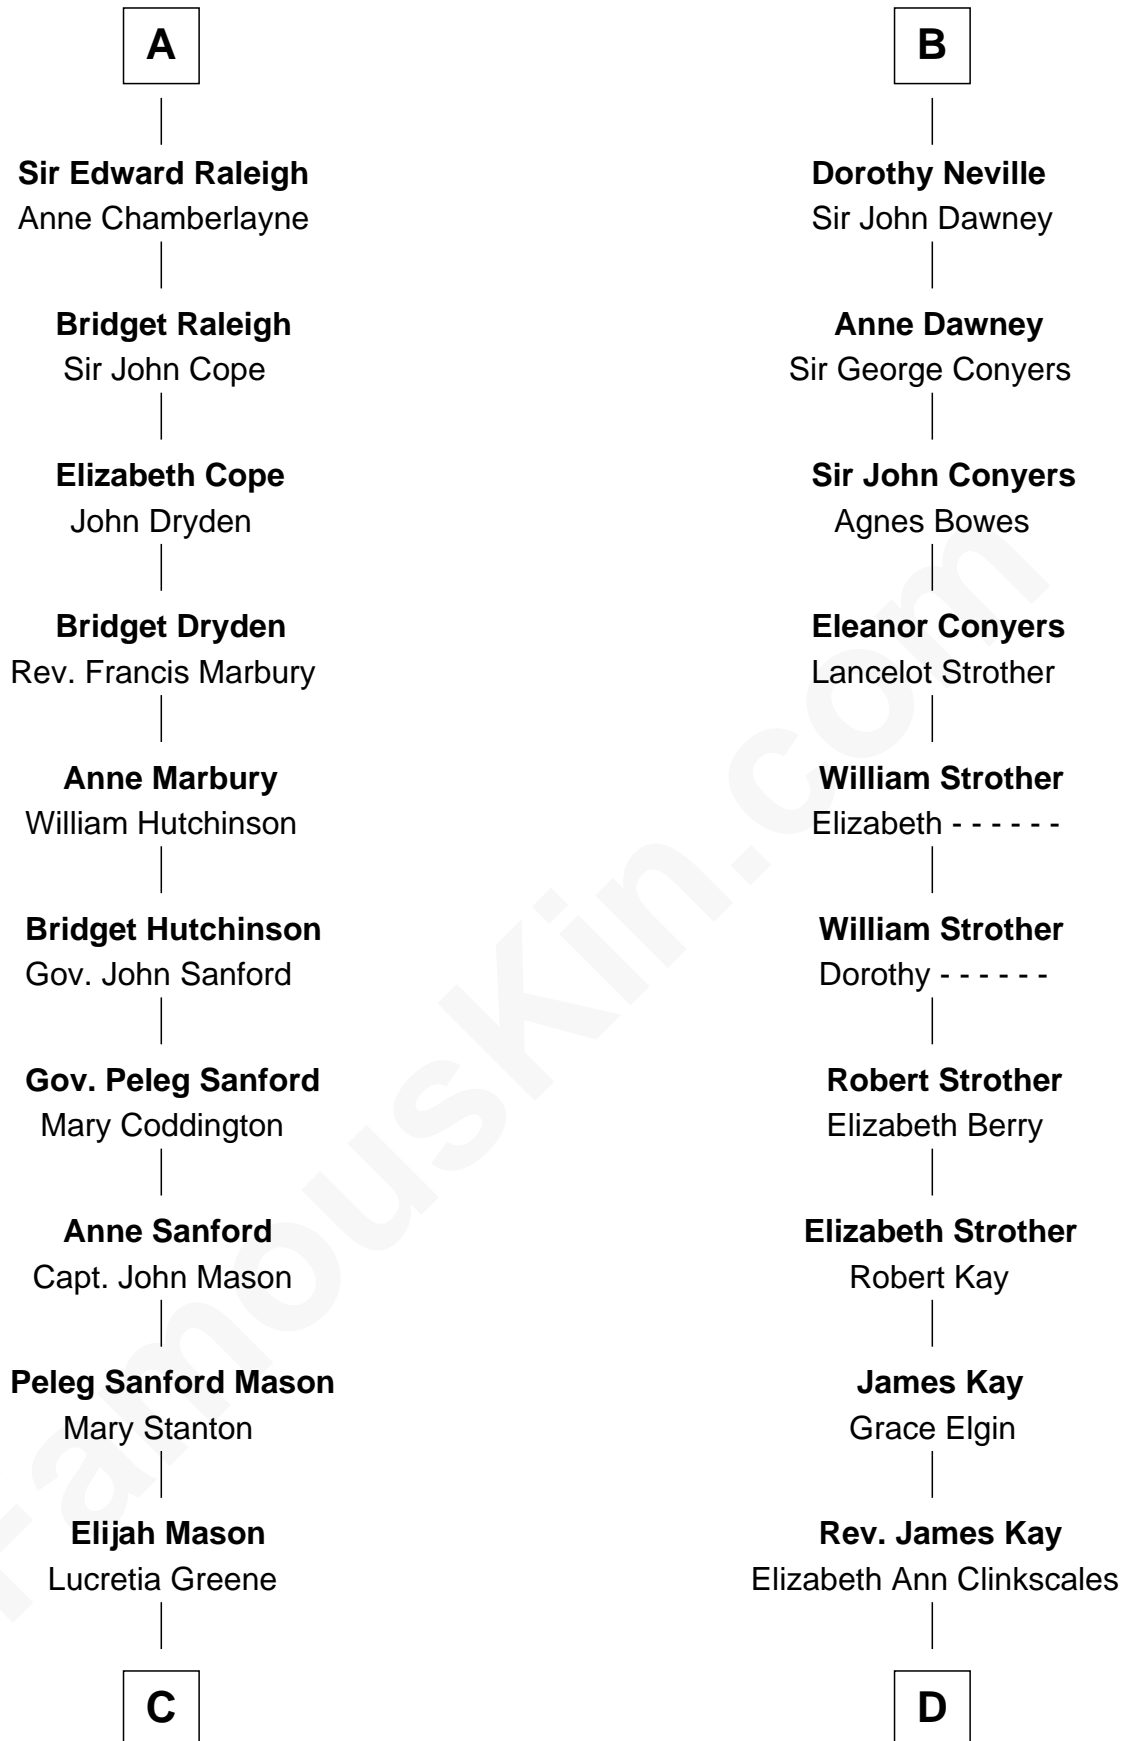 A
Sir Edward Raleigh
Anne Chamberlayne
Bridget Raleigh
Sir John Cope
Elizabeth Cope
John Dryden
Bridget Dryden
Rev. Francis Marbury
Anne Marbury
William Hutchinson
Bridget Hutchinson
Gov. John Sanford
Gov. Peleg Sanford
Mary Coddington
Anne Sanford
Capt. John Mason
Peleg Sanford Mason
Mary Stanton
Elijah Mason
Lucretia Greene
C
B
Dorothy Neville
Sir John Dawney
Anne Dawney
Sir George Conyers
Sir John Conyers
Agnes Bowes
Eleanor Conyers
Lancelot Strother
William Strother
Elizabeth - - - - - -
William Strother
Dorothy - - - - - -
Robert Strother
Elizabeth Berry
Elizabeth Strother
Robert Kay
James Kay
Grace Elgin
Rev. James Kay
Elizabeth Ann Clinkscales
D
FamousKin.com